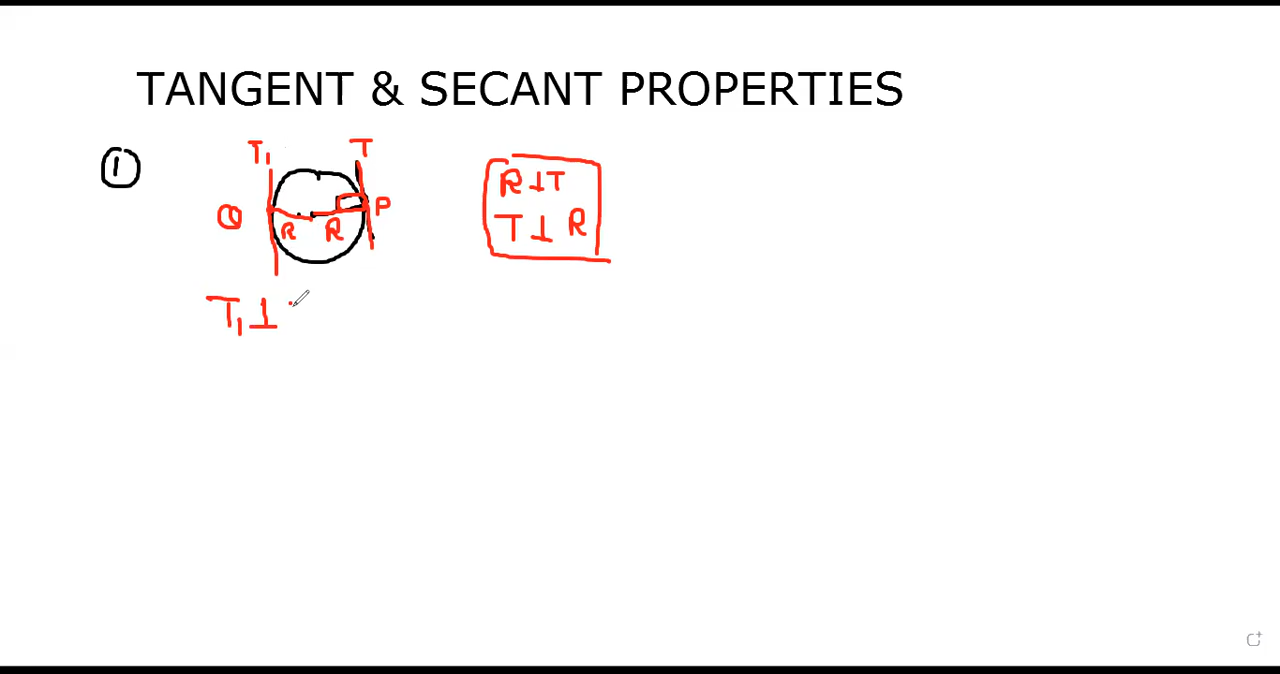 TANGENT & SECANT PROPERTIES
1
T₁ T
P
R R
R ⊥ T
T ⊥ R
T₁ ⊥